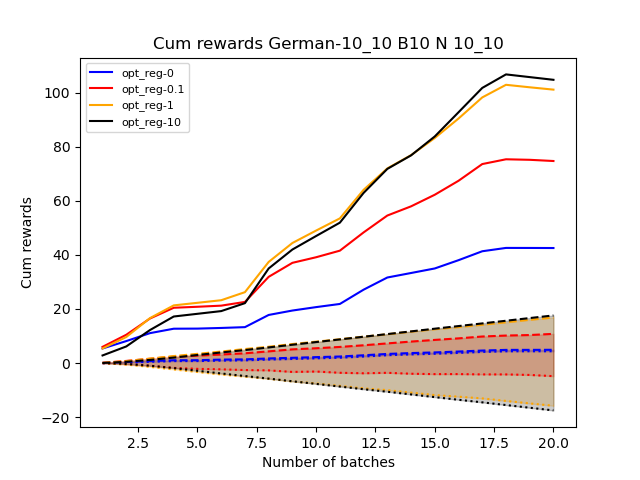 Cum rewards German-10_10 B10 N 10_10
opt_reg-0
opt_reg-0.1
opt_reg-1
opt_reg-10
Cum rewards
100
80
60
40
20
0
−20
2.5 5.0 7.5 10.0 12.5 15.0 17.5 20.0
Number of batches